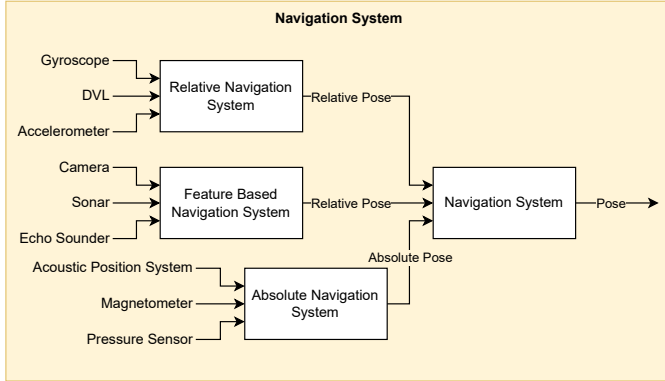 Navigation System
Gyroscope
DVL
Accelerometer
Relative Navigation
System
Relative Pose
Camera
Sonar
Echo Sounder
Feature Based
Navigation System
Relative Pose
Navigation System
Pose
Absolute Pose
Acoustic Position System
Magnetometer
Pressure Sensor
Absolute Navigation
System